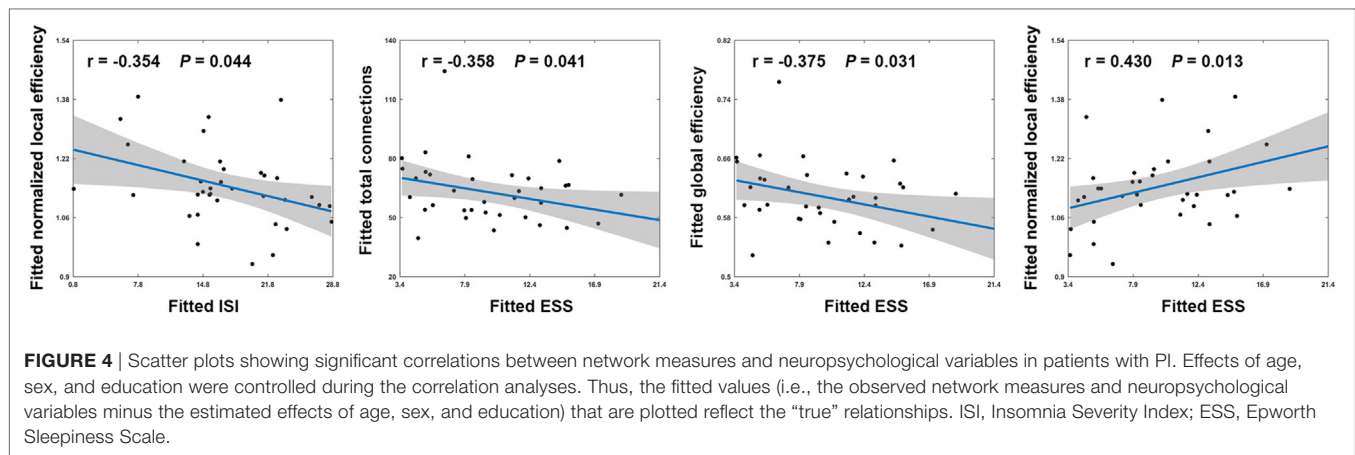 r = -0.354 P = 0.044
Fitted normalized local efficiency
1.54
1.38
1.22
1.06
0.9
0.8 7.8 14.8 21.8 28.8
Fitted ISI
r = -0.358 P = 0.041
Fitted total connections
140
110
80
50
20
3.4 7.9 12.4 16.9 21.4
Fitted ESS
r = -0.375 P = 0.031
Fitted global efficiency
0.82
0.74
0.66
0.58
0.5
3.4 7.9 12.4 16.9 21.4
Fitted ESS
r = 0.430 P = 0.013
Fitted normalized local efficiency
1.54
1.38
1.22
1.06
0.9
3.4 7.9 12.4 16.9 21.4
Fitted ESS
FIGURE 4 | Scatter plots showing significant correlations between network measures and neuropsychological variables in patients with PI. Effects of age,
sex, and education were controlled during the correlation analyses. Thus, the fitted values (i.e., the observed network measures and neuropsychological
variables minus the estimated effects of age, sex, and education) that are plotted reflect the “true” relationships. ISI, Insomnia Severity Index; ESS, Epworth
Sleepiness Scale.